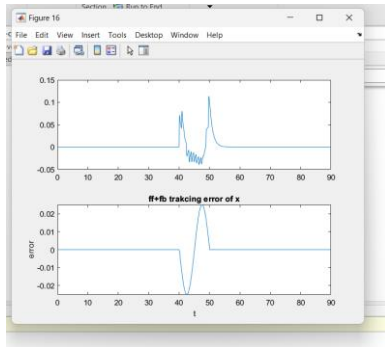 Section Run to End
Figure 16
File Edit View Insert Tools Desktop Window Help
0.15
0.1
0.05
0
-0.05
0 10 20 30 40 50 60 70 80 90
ff+fb trakcing error of x
0.02
0.01
0
-0.01
-0.02
error
0 10 20 30 40 50 60 70 80 90
t